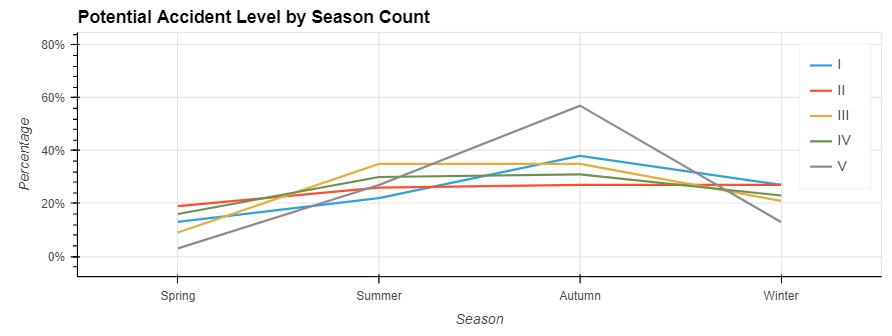 Potential Accident Level by Season Count
80%
60%
40%
20%
0%
Percentage
I
II
III
IV
V
Spring
Summer
Autumn
Winter
Season